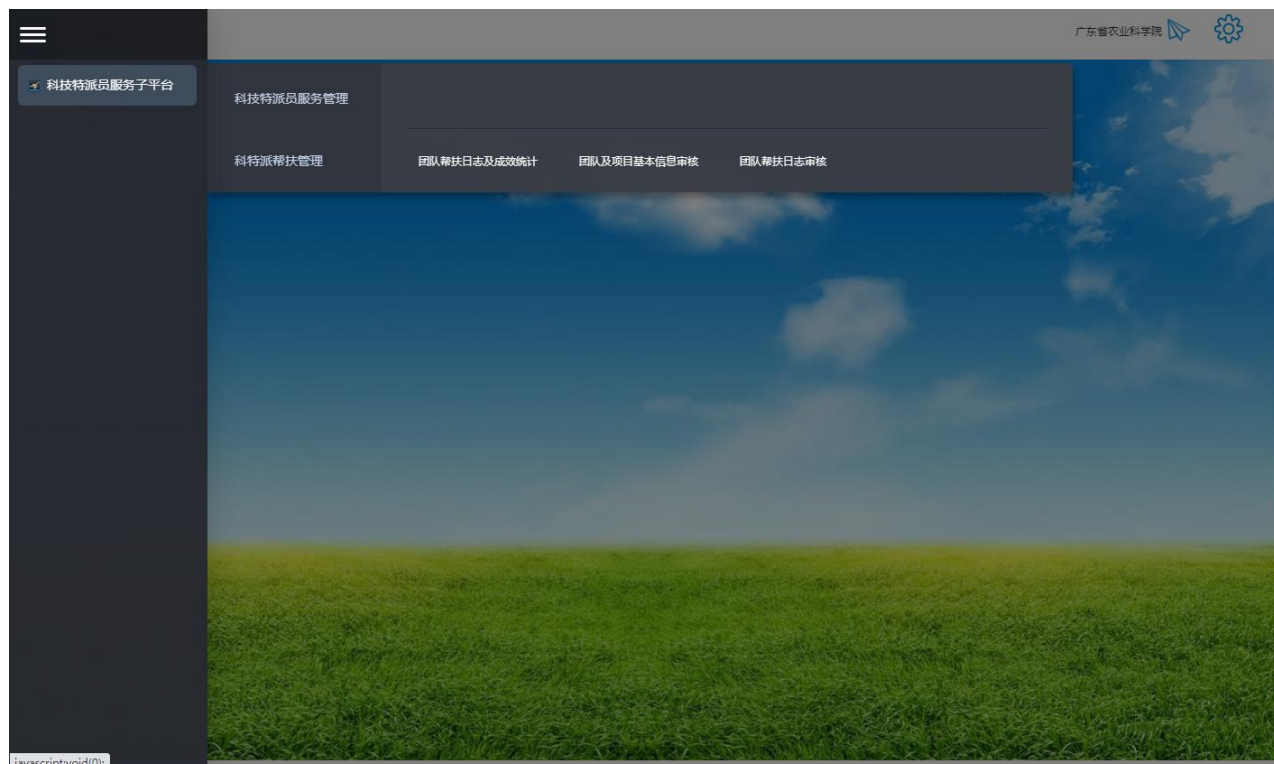 广东省农业科学院
科技特派员服务子平台
科技特派员服务管理
科特派帮扶管理 团队帮扶日志及成效统计 团队及项目基本信息审核 团队帮扶日志审核
javascript:void(0);